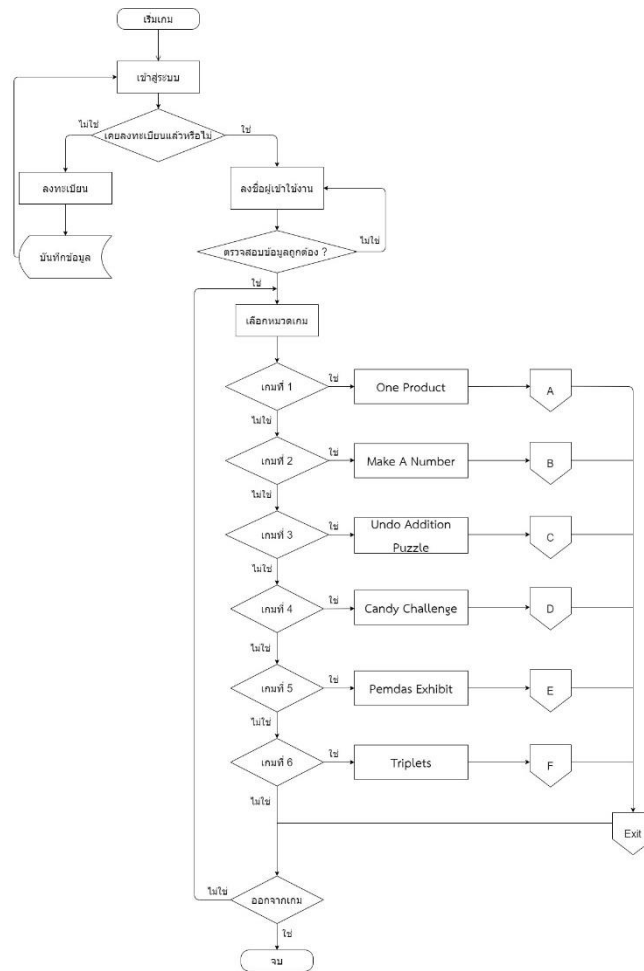 เริ่มเกม
เข้าสู่ระบบ
เคยลงทะเบียนแล้วหรือไม่
ไม่ใช่
ใช่
ลงทะเบียน
บันทึกข้อมูล
ลงชื่อผู้เข้าใช้งาน
ตรวจสอบข้อมูลถูกต้อง ?
ไม่ใช่
ใช่
เลือกหมวดเกม
เกมที่ 1
ใช่
One Product
A
ไม่ใช่
เกมที่ 2
ใช่
Make A Number
B
ไม่ใช่
เกมที่ 3
ใช่
Undo Addition
Puzzle
C
ไม่ใช่
เกมที่ 4
ใช่
Candy Challenge
D
ไม่ใช่
เกมที่ 5
ใช่
Pemdas Exhibit
E
ไม่ใช่
เกมที่ 6
ใช่
Triplets
F
ไม่ใช่
Exit
ออกจากเกม
ไม่ใช่
ใช่
จบ